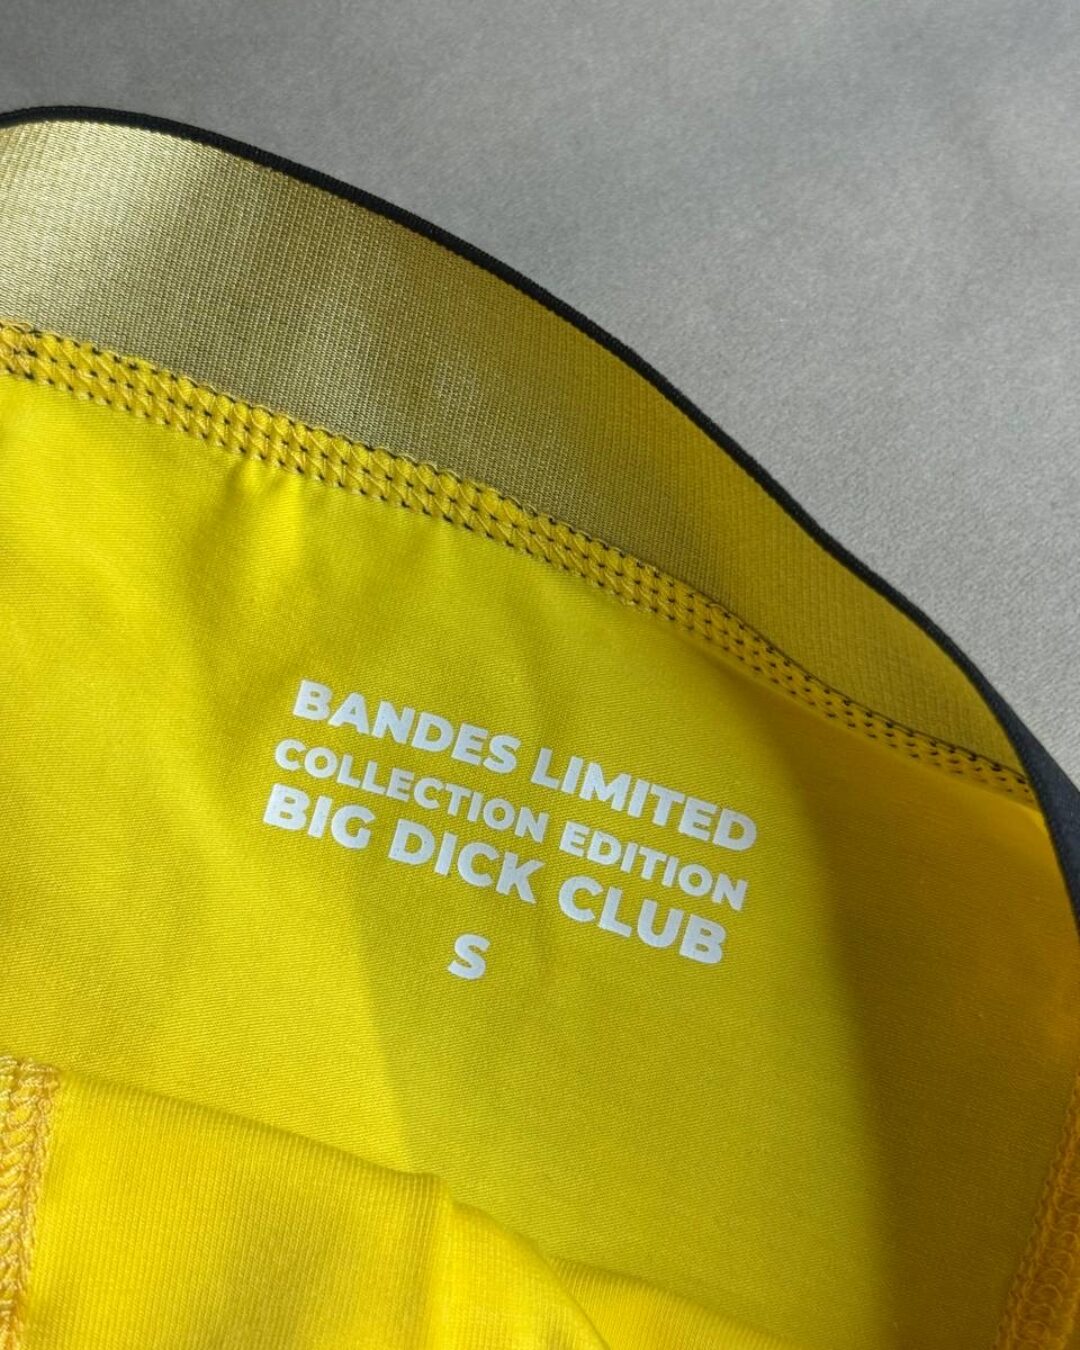 BANDES LIMITED
COLLECTION EDITION
BIG DICK CLUB
S